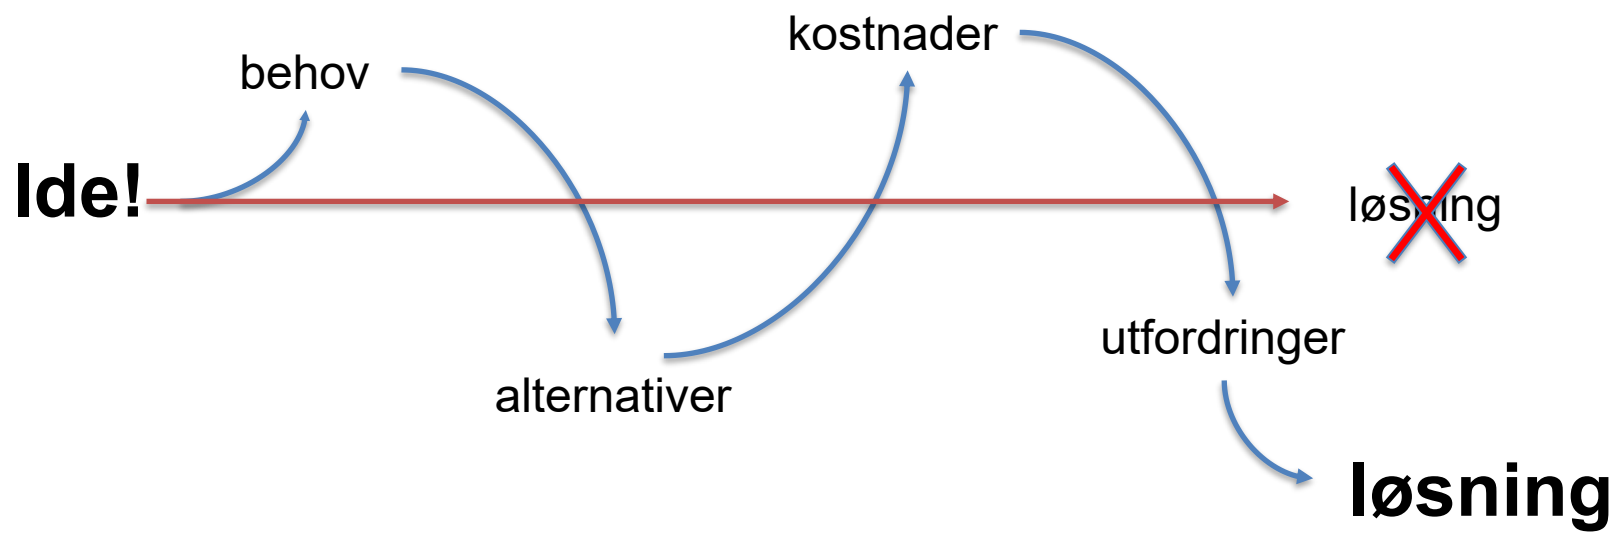 kostnader
behov
Ide!
løsning
utfordringer
alternativer
løsning